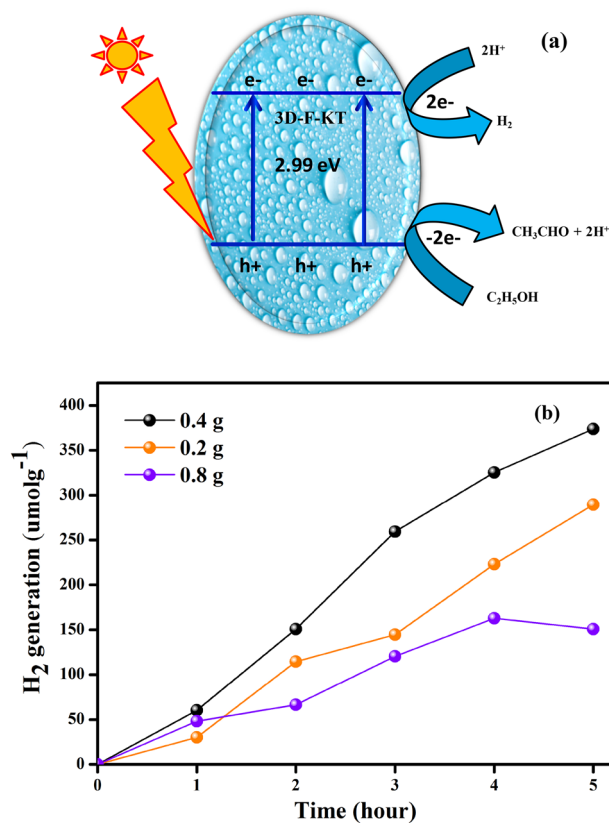 (a)
2H⁺
e- e- e-
2e-
3D-F-KT
H₂
2.99 eV
-2e-
CH₃CHO + 2H⁺
h+ h+ h+
C₂H₅OH
(b)
400
350
300
250
200
150
100
50
0
H₂ generation (umolg⁻¹)
0.4 g
0.2 g
0.8 g
0 1 2 3 4 5
Time (hour)